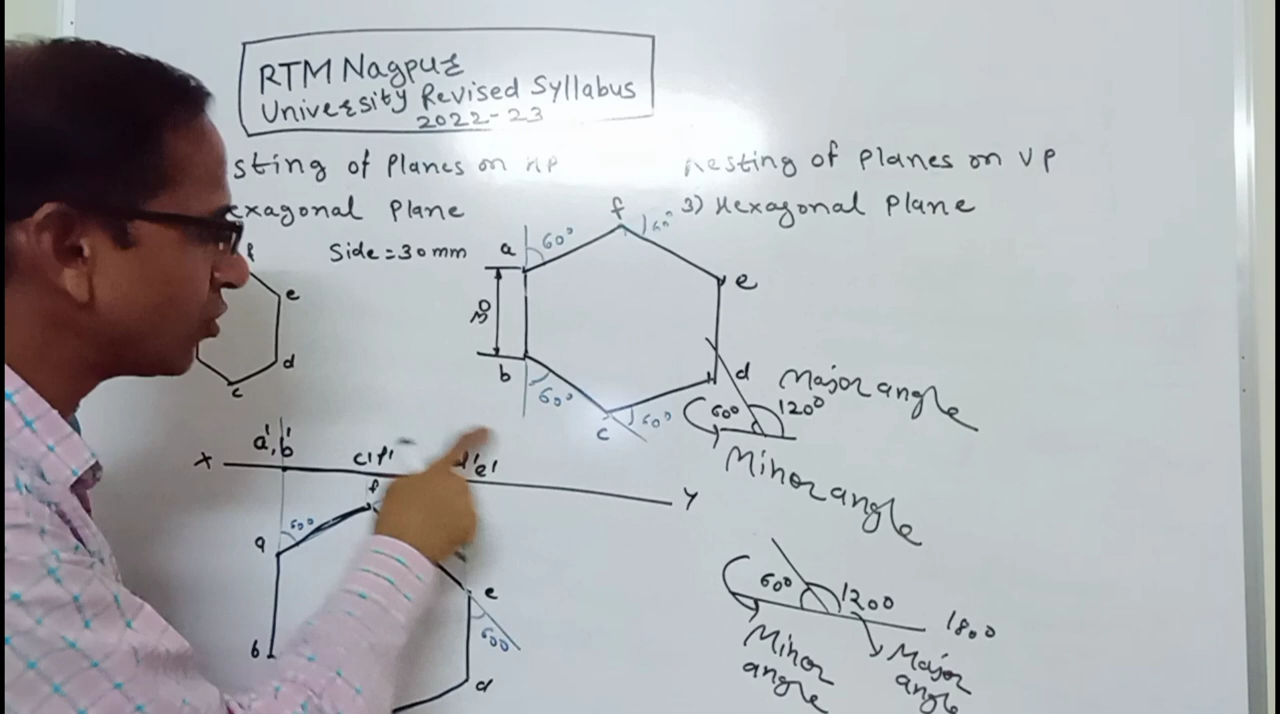 RTM Nagpur
University Revised Syllabus
2022-23
sting of Planes on HP
exagonal Plane
Side = 30mm
f
e
d
c
Resting of Planes on VP
3) Hexagonal Plane
a 60° f 60°
e
30
b 60° c 60° d
Major angle
60° 120°
Minor angle
X a', b' c'f' d'e' Y
f
a 60°
e
60°
b
d
60° 120° 180°
Minor
angle
Major
angle